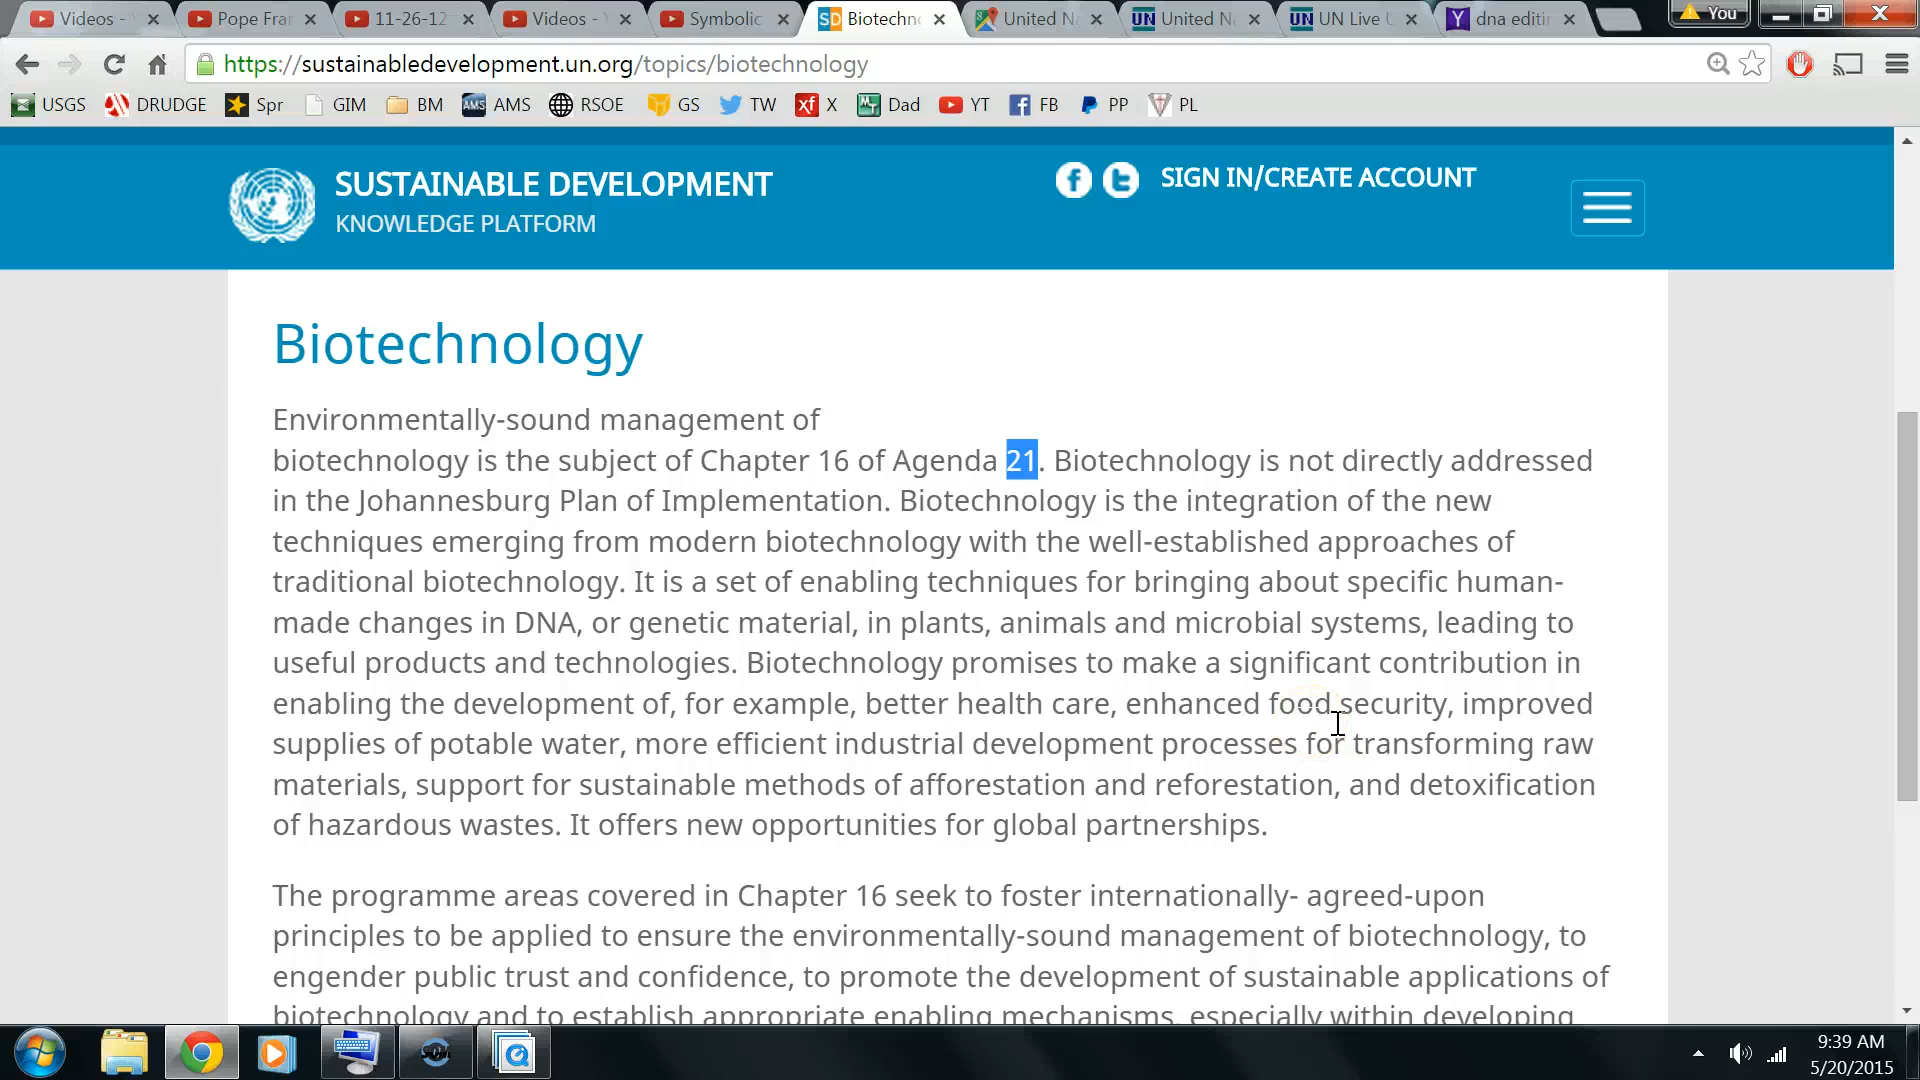 Videos -
Pope Fran
11-26-12
Videos -
Symbolic
SD Biotechno
United Na
UN United Na
UN UN Live U
Y dna editin
You
https://sustainabledevelopment.un.org/topics/biotechnology
USGS
DRUDGE
Spr
GIM
BM
AMS AMS
RSOE
GS
TW
xf X
Dad
YT
FB
PP
PL
SUSTAINABLE DEVELOPMENT
KNOWLEDGE PLATFORM
SIGN IN/CREATE ACCOUNT
Biotechnology
Environmentally-sound management of
biotechnology is the subject of Chapter 16 of Agenda 21. Biotechnology is not directly addressed
in the Johannesburg Plan of Implementation. Biotechnology is the integration of the new
techniques emerging from modern biotechnology with the well-established approaches of
traditional biotechnology. It is a set of enabling techniques for bringing about specific human-
made changes in DNA, or genetic material, in plants, animals and microbial systems, leading to
useful products and technologies. Biotechnology promises to make a significant contribution in
enabling the development of, for example, better health care, enhanced food security, improved
supplies of potable water, more efficient industrial development processes for transforming raw
materials, support for sustainable methods of afforestation and reforestation, and detoxification
of hazardous wastes. It offers new opportunities for global partnerships.
The programme areas covered in Chapter 16 seek to foster internationally- agreed-upon
principles to be applied to ensure the environmentally-sound management of biotechnology, to
engender public trust and confidence, to promote the development of sustainable applications of
biotechnology and to establish appropriate enabling mechanisms, especially within developing
9:39 AM
5/20/2015